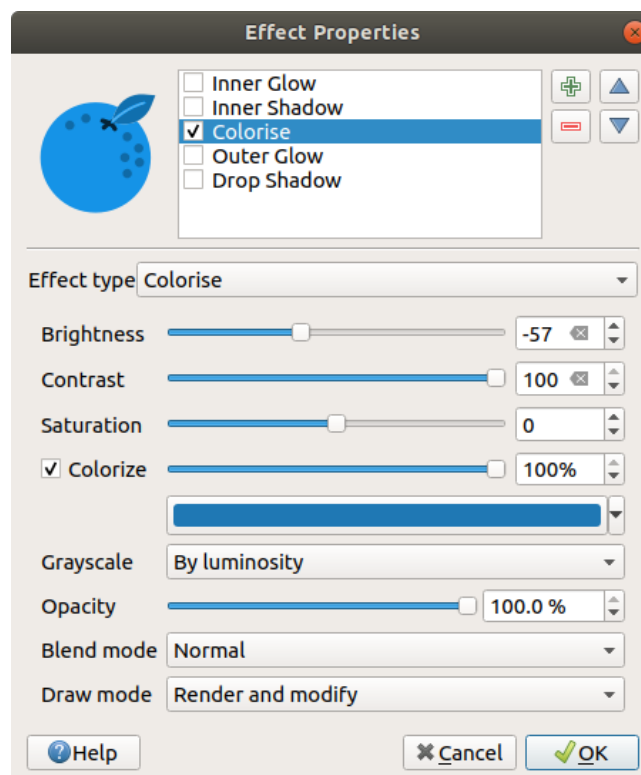 Effect Properties
Inner Glow
Inner Shadow
Colorise
Outer Glow
Drop Shadow
Effect type Colorise
Brightness -57
Contrast 100
Saturation 0
Colorize 100%
Grayscale By luminosity
Opacity 100.0 %
Blend mode Normal
Draw mode Render and modify
Help Cancel OK